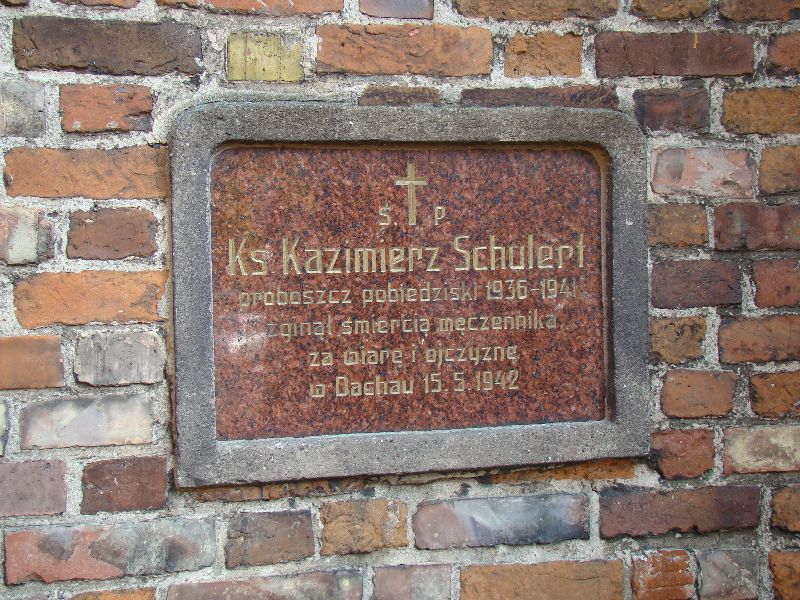 Ś. P
Ks Kazimierz Schulert
proboszcz pobiedziski 1936-1941
zginął śmiercią męczennika
za wiarę i ojczyznę
w Dachau 15. 5. 1942